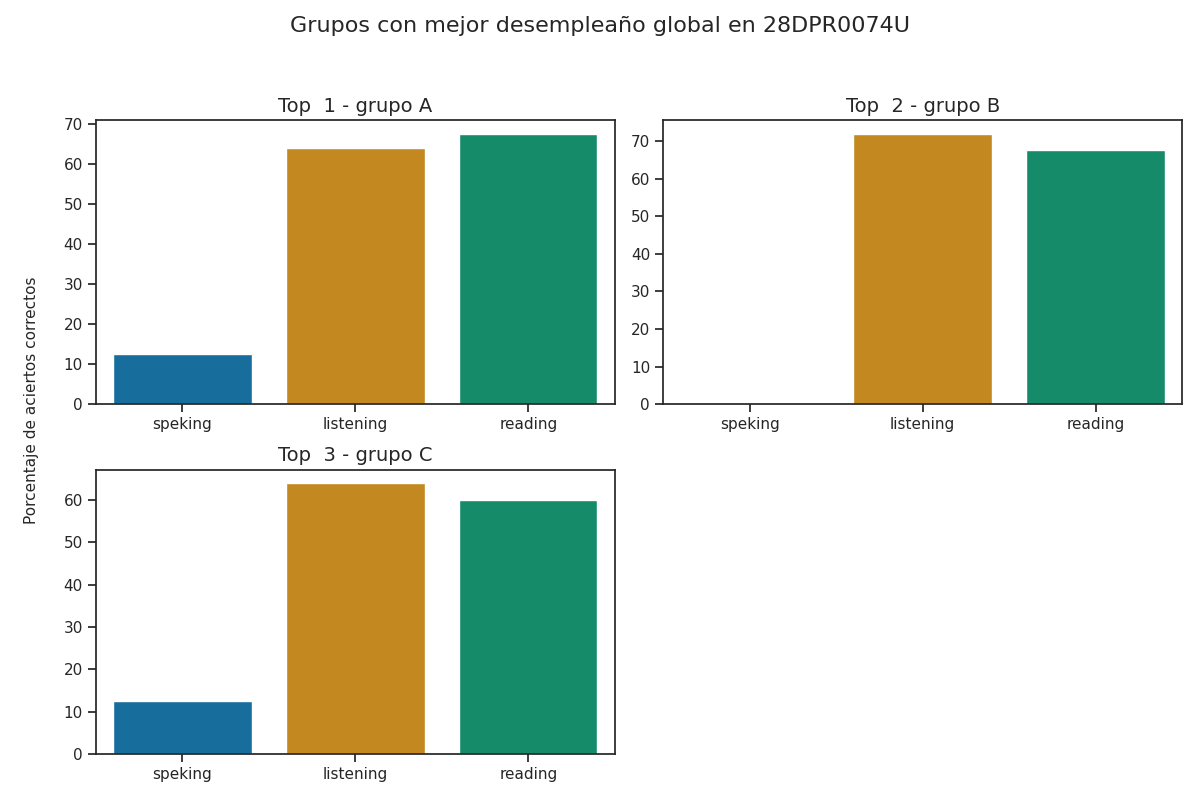 Grupos con mejor desempleaño global en 28DPR0074U
Porcentaje de aciertos correctos
Top  1 - grupo A
70
60
50
40
30
20
10
0
speking
listening
reading
Top  2 - grupo B
70
60
50
40
30
20
10
0
speking
listening
reading
Top  3 - grupo C
60
50
40
30
20
10
0
speking
listening
reading